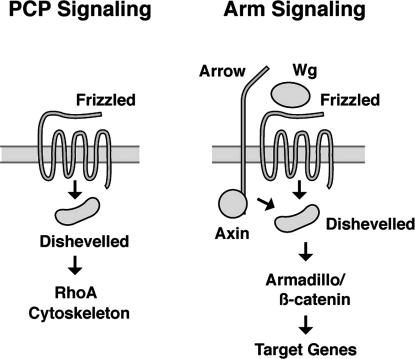 PCP Signaling
Frizzled
Dishevelled
RhoA
Cytoskeleton
Arm Signaling
Arrow
Wg
Frizzled
Axin
Dishevelled
Armadillo/
ß-catenin
Target Genes